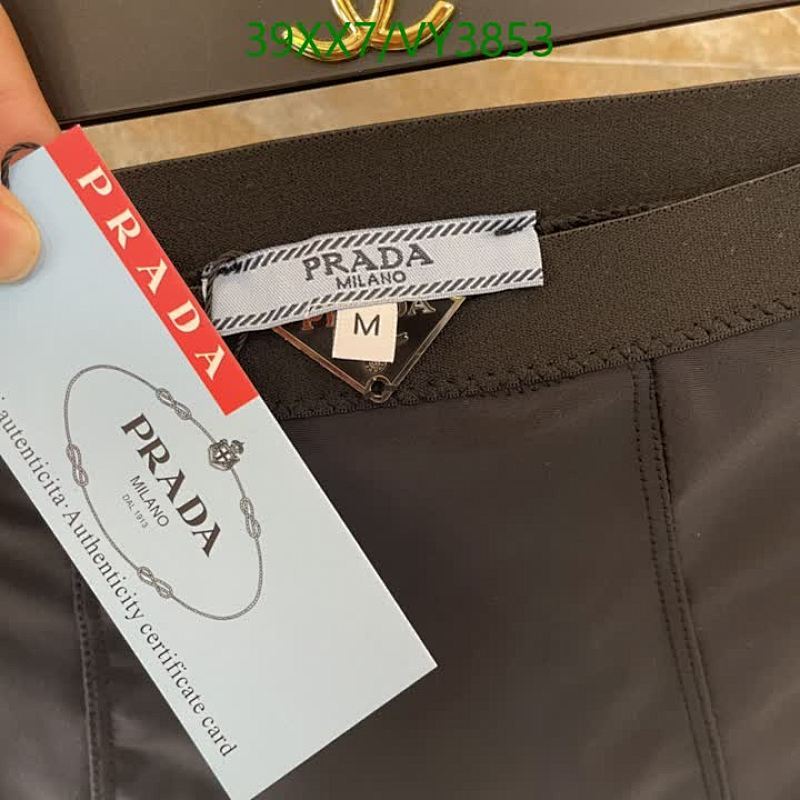 39XX7/VY3853
PRADA
PRADA
MILANO
M
PRADA
MILANO
DAL 1913
autenticita· Authenticity certificate card